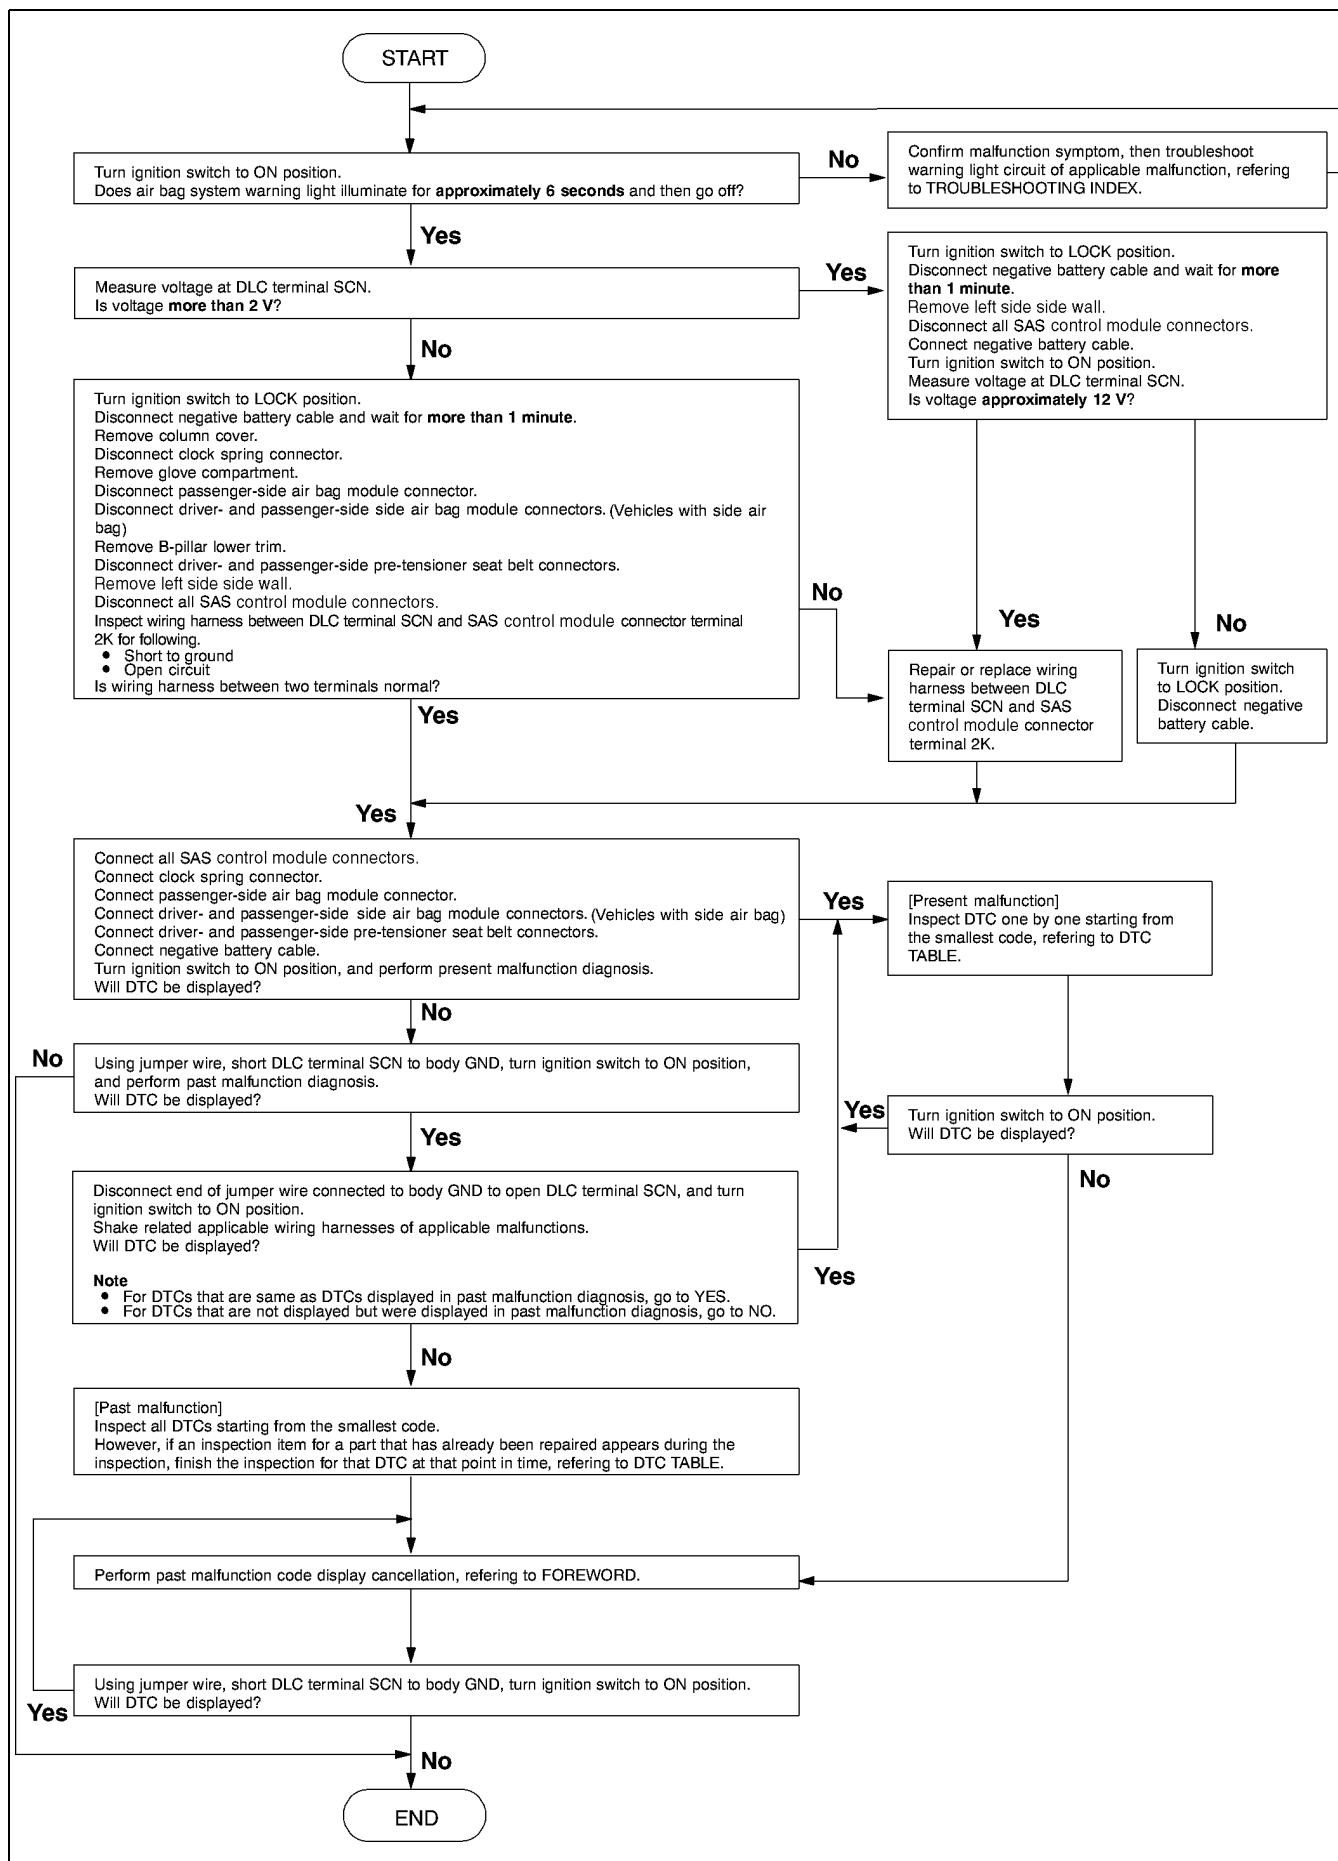 START
Turn ignition switch to ON position.
Does air bag system warning light illuminate for approximately 6 seconds and then go off?
No
Confirm malfunction symptom, then troubleshoot
warning light circuit of applicable malfunction, refering
to TROUBLESHOOTING INDEX.
Yes
Measure voltage at DLC terminal SCN.
Is voltage more than 2 V?
Yes
Turn ignition switch to LOCK position.
Disconnect negative battery cable and wait for more
than 1 minute.
Remove left side side wall.
Disconnect all SAS control module connectors.
Connect negative battery cable.
Turn ignition switch to ON position.
Measure voltage at DLC terminal SCN.
Is voltage approximately 12 V?
No
Turn ignition switch to LOCK position.
Disconnect negative battery cable and wait for more than 1 minute.
Remove column cover.
Disconnect clock spring connector.
Remove glove compartment.
Disconnect passenger-side air bag module connector.
Disconnect driver- and passenger-side side air bag module connectors. (Vehicles with side air
bag)
Remove B-pillar lower trim.
Disconnect driver- and passenger-side pre-tensioner seat belt connectors.
Remove left side side wall.
Disconnect all SAS control module connectors.
Inspect wiring harness between DLC terminal SCN and SAS control module connector terminal
2K for following.
● Short to ground
● Open circuit
Is wiring harness between two terminals normal?
No
Yes
No
Repair or replace wiring
harness between DLC
terminal SCN and SAS
control module connector
terminal 2K.
Turn ignition switch
to LOCK position.
Disconnect negative
battery cable.
Yes
Yes
Connect all SAS control module connectors.
Connect clock spring connector.
Connect passenger-side air bag module connector.
Connect driver- and passenger-side side air bag module connectors. (Vehicles with side air bag)
Connect driver- and passenger-side pre-tensioner seat belt connectors.
Connect negative battery cable.
Turn ignition switch to ON position, and perform present malfunction diagnosis.
Will DTC be displayed?
Yes
[Present malfunction]
Inspect DTC one by one starting from
the smallest code, refering to DTC
TABLE.
No
No
Using jumper wire, short DLC terminal SCN to body GND, turn ignition switch to ON position,
and perform past malfunction diagnosis.
Will DTC be displayed?
Yes
Turn ignition switch to ON position.
Will DTC be displayed?
Yes
No
Disconnect end of jumper wire connected to body GND to open DLC terminal SCN, and turn
ignition switch to ON position.
Shake related applicable wiring harnesses of applicable malfunctions.
Will DTC be displayed?
Note
● For DTCs that are same as DTCs displayed in past malfunction diagnosis, go to YES.
● For DTCs that are not displayed but were displayed in past malfunction diagnosis, go to NO.
Yes
No
[Past malfunction]
Inspect all DTCs starting from the smallest code.
However, if an inspection item for a part that has already been repaired appears during the
inspection, finish the inspection for that DTC at that point in time, refering to DTC TABLE.
Perform past malfunction code display cancellation, refering to FOREWORD.
Using jumper wire, short DLC terminal SCN to body GND, turn ignition switch to ON position.
Will DTC be displayed?
Yes
No
END